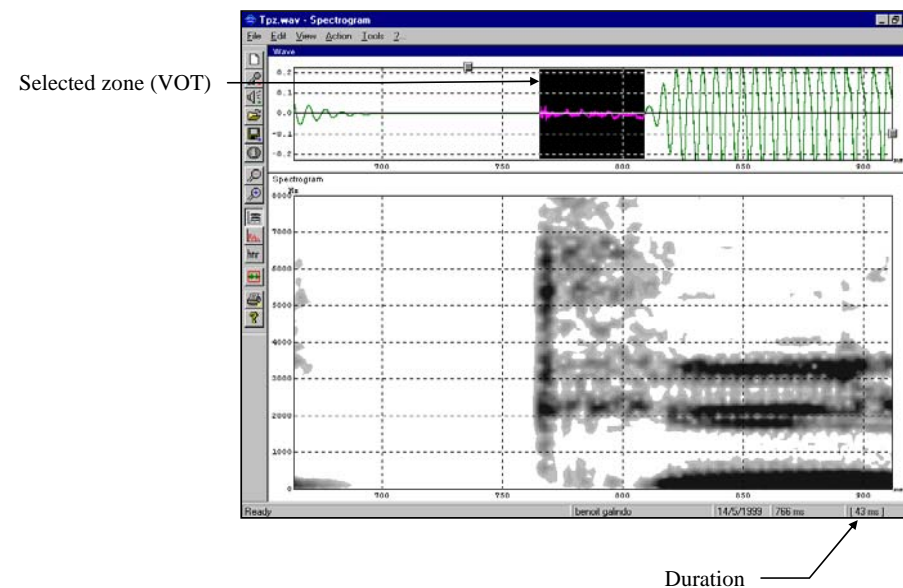 Tpz.wav - Spectrogram
File Edit View Action Tools ?...
Wave
Selected zone (VOT)
0.2
0.1
0.0
-0.1
-0.2
700 750 800 850 900
Spectrogram
Hz
8000
7000
6000
5000
4000
3000
2000
1000
0
700 750 800 850 900
hnr
?
Ready benoit galindo 14/5/1999 766 ms [ 43 ms ]
Duration